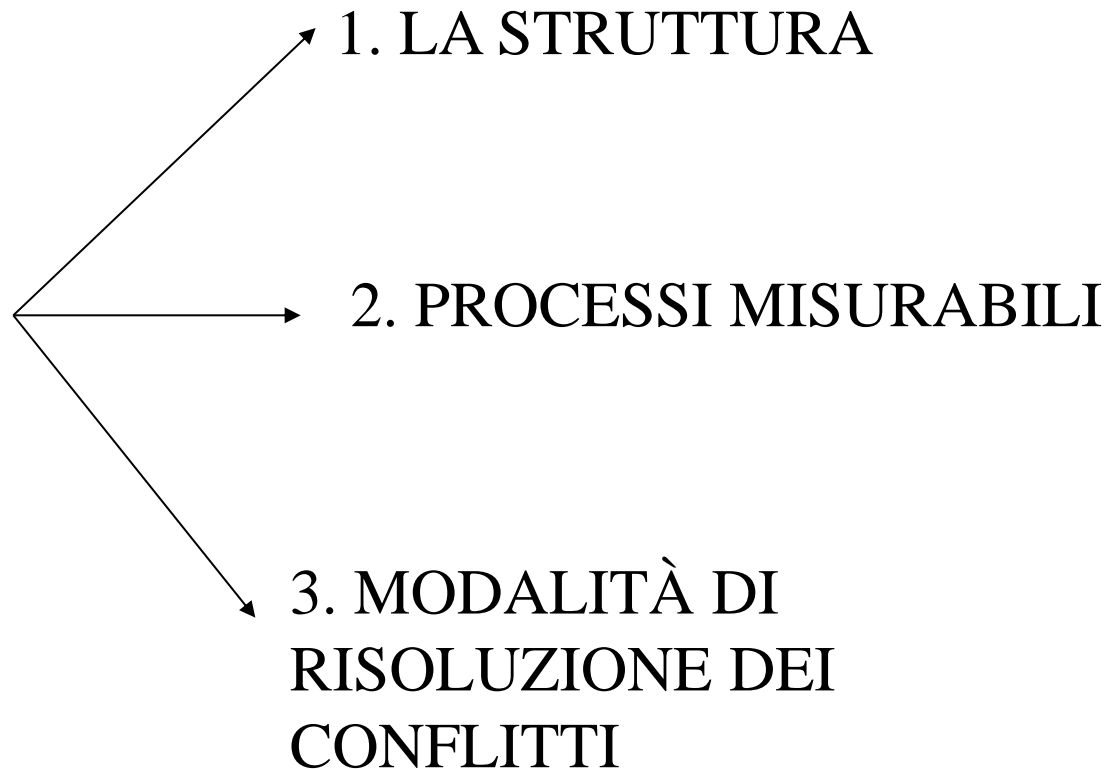 1. LA STRUTTURA
2. PROCESSI MISURABILI
3. MODALITÀ DI
RISOLUZIONE DEI
CONFLITTI